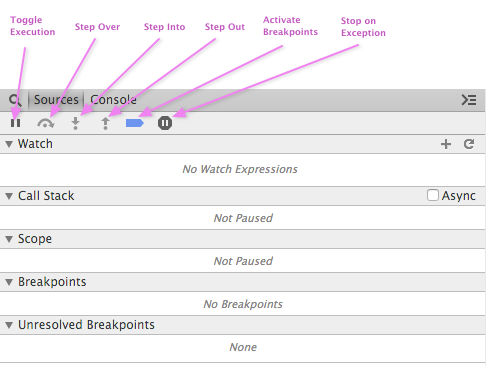 Toggle
Execution
Step Over
Step Into
Step Out
Activate
Breakpoints
Stop on
Exception
Sources Console
Watch
No Watch Expressions
Call Stack Async
Not Paused
Scope
Not Paused
Breakpoints
No Breakpoints
Unresolved Breakpoints
None